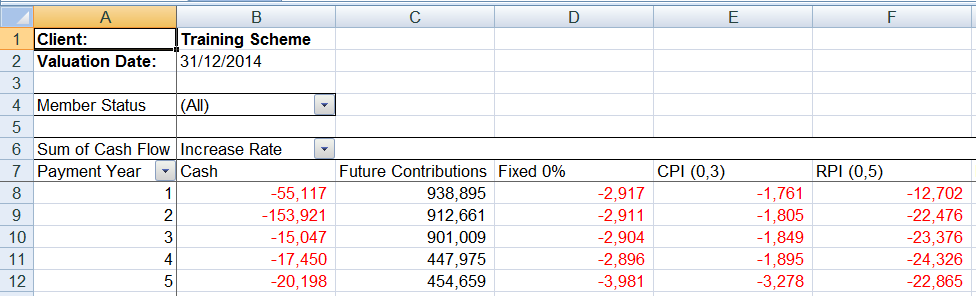 A B C D E F
1 Client: Training Scheme
2 Valuation Date: 31/12/2014
3
4 Member Status (All)
5
6 Sum of Cash Flow Increase Rate
7 Payment Year Cash Future Contributions Fixed 0% CPI (0,3) RPI (0,5)
8 1 -55,117 938,895 -2,917 -1,761 -12,702
9 2 -153,921 912,661 -2,911 -1,805 -22,476
10 3 -15,047 901,009 -2,904 -1,849 -23,376
11 4 -17,450 447,975 -2,896 -1,895 -24,326
12 5 -20,198 454,659 -3,981 -3,278 -22,865